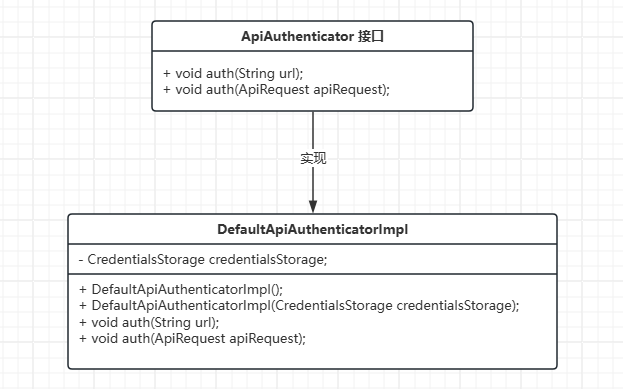 ApiAuthenticator 接口
+ void auth(String url);
+ void auth(ApiRequest apiRequest);
实现
DefaultApiAuthenticatorImpl
- CredentialsStorage credentialsStorage;
+ DefaultApiAuthenticatorImpl();
+ DefaultApiAuthenticatorImpl(CredentialsStorage credentialsStorage);
+ void auth(String url);
+ void auth(ApiRequest apiRequest);